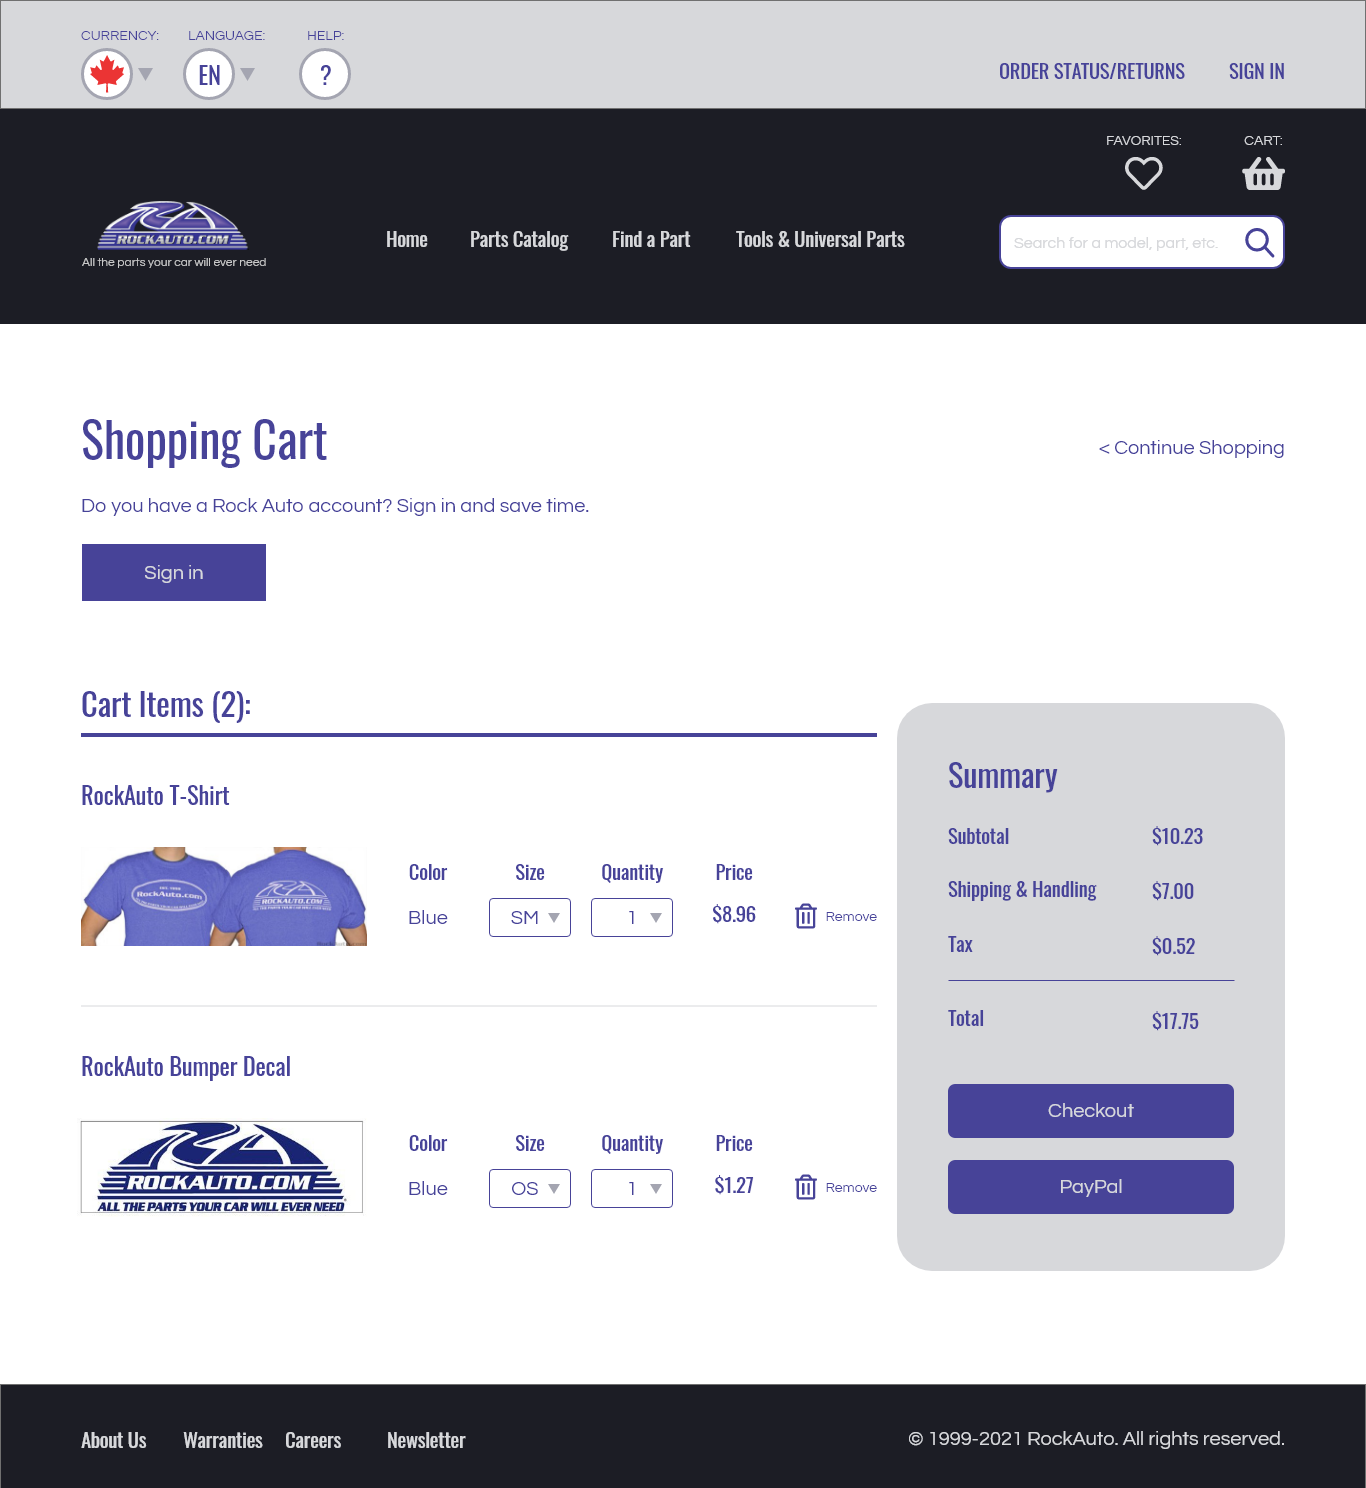 CURRENCY: LANGUAGE: HELP:
EN ? ORDER STATUS/RETURNS SIGN IN
FAVORITES: CART:
ROCKAUTO.COM
All the parts your car will ever need
Home Parts Catalog Find a Part Tools & Universal Parts
Search for a model, part, etc.
Shopping Cart
< Continue Shopping
Do you have a Rock Auto account? Sign in and save time.
Sign in
Cart Items (2):
RockAuto T-Shirt
RockAuto.com
Color Size Quantity Price
Blue SM 1 $8.96 Remove
RockAuto Bumper Decal
ROCKAUTO.COM
ALL THE PARTS YOUR CAR WILL EVER NEED
Color Size Quantity Price
Blue OS 1 $1.27 Remove
Summary
Subtotal $10.23
Shipping & Handling $7.00
Tax $0.52
Total $17.75
Checkout
PayPal
About Us Warranties Careers Newsletter
© 1999-2021 RockAuto. All rights reserved.